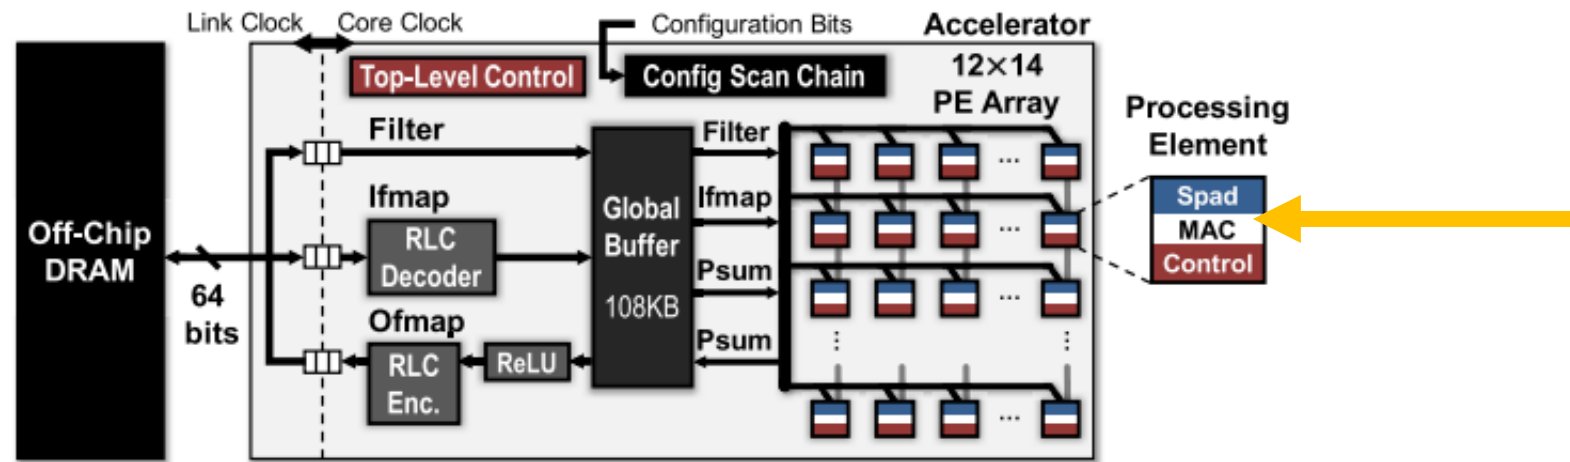 Link Clock
Core Clock
Configuration Bits
Accelerator
12×14
PE Array
Top-Level Control
Config Scan Chain
Processing
Element
Off-Chip
DRAM
64
bits
Filter
Ifmap
RLC
Decoder
Ofmap
RLC
Enc.
ReLU
Global
Buffer
108KB
Filter
Ifmap
Psum
Psum
...
...
...
...
...
...
Spad
MAC
Control